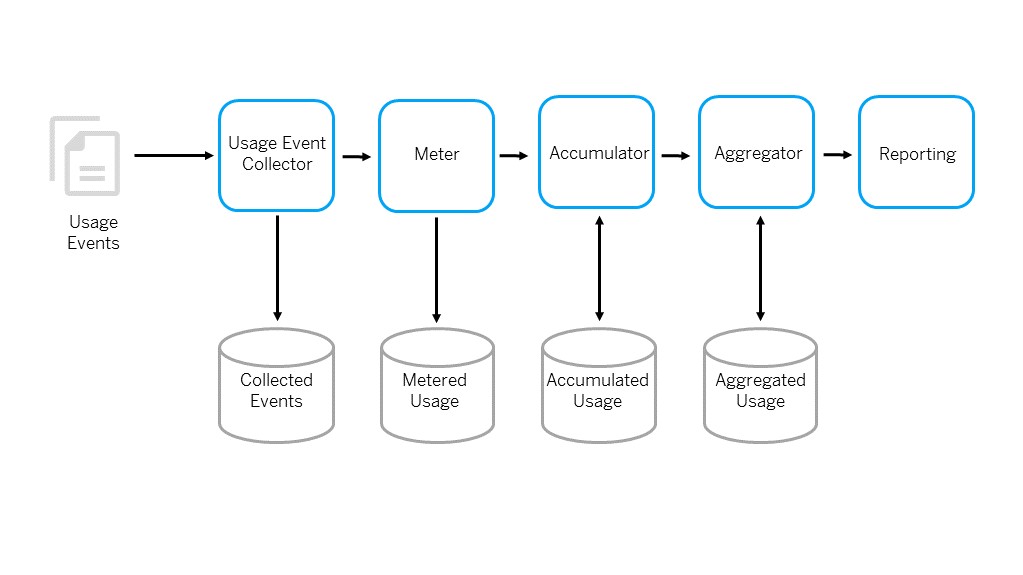 Usage Event
Collector
Meter
Accumulator
Aggregator
Reporting
Usage
Events
Collected
Events
Metered
Usage
Accumulated
Usage
Aggregated
Usage